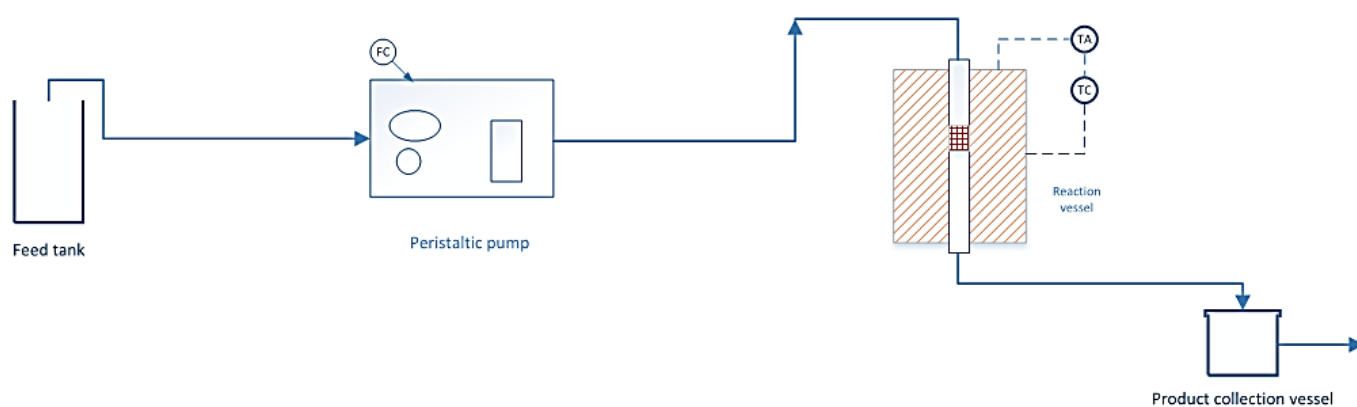 FC
TA
TC
Reaction
vessel
Feed tank
Peristaltic pump
Product collection vessel